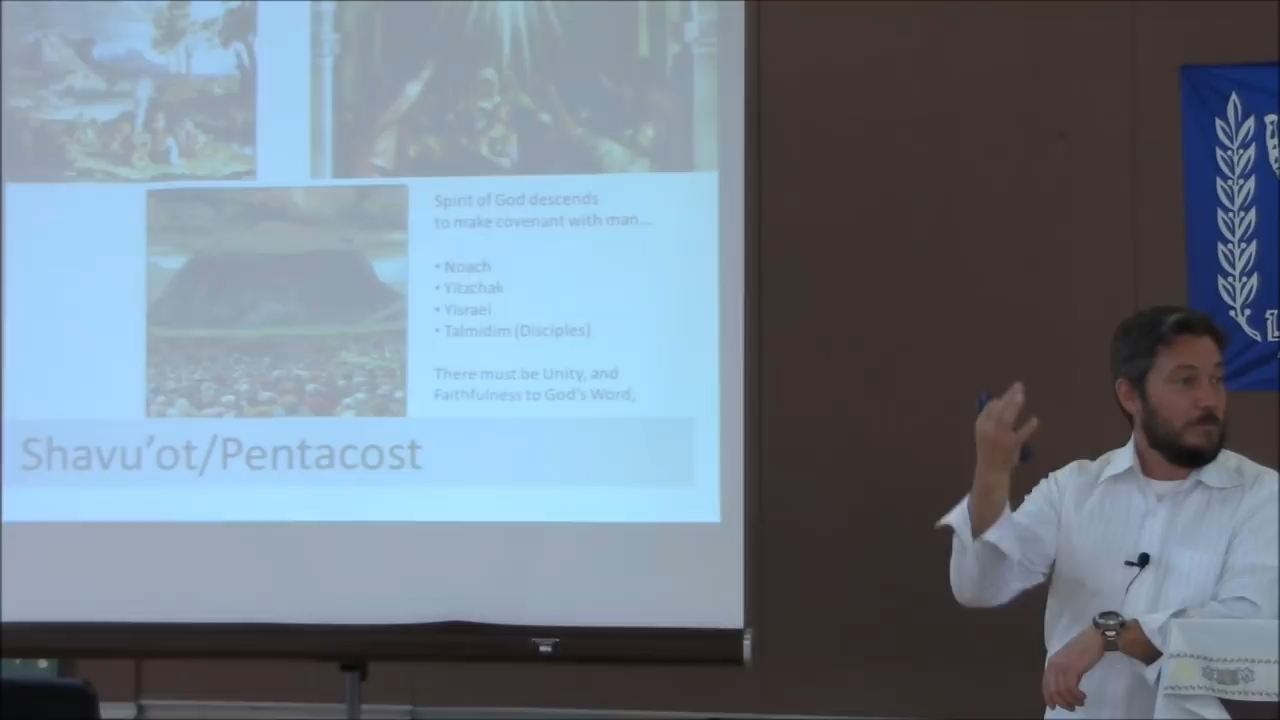 Spirit of God descends
to make covenant with man...
• Noach
• Yitzchak
• Yisrael
• Talmidim (Disciples)
There must be Unity, and
Faithfulness to God's Word,
Shavu'ot/Pentacost